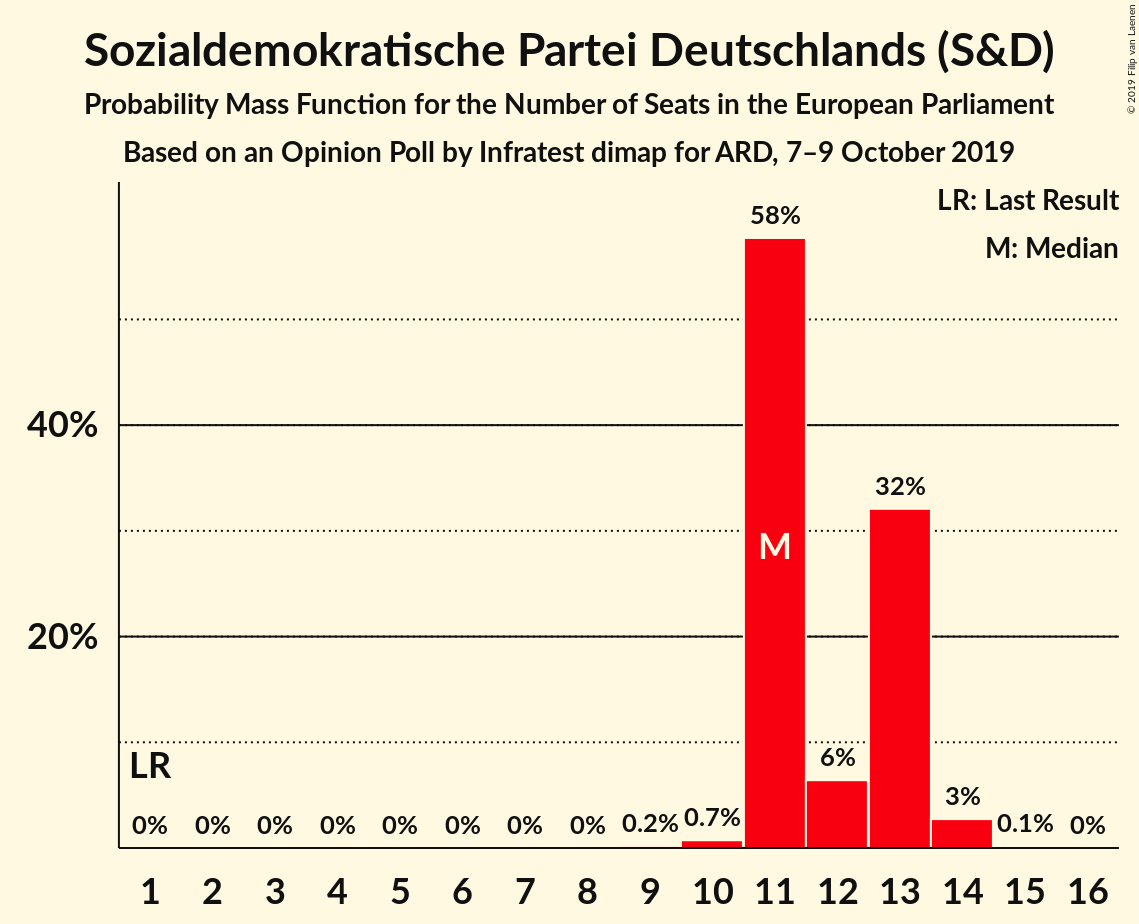 Sozialdemokratische Partei Deutschlands (S&D)
Probability Mass Function for the Number of Seats in the European Parliament
Based on an Opinion Poll by Infratest dimap for ARD, 7–9 October 2019
© 2019 Filip van Laenen
LR: Last Result
M: Median
58%
40%
32%
M
20%
LR
6%
3%
0% 0% 0% 0% 0% 0% 0% 0% 0.2% 0.7% 0.1% 0%
1 2 3 4 5 6 7 8 9 10 11 12 13 14 15 16